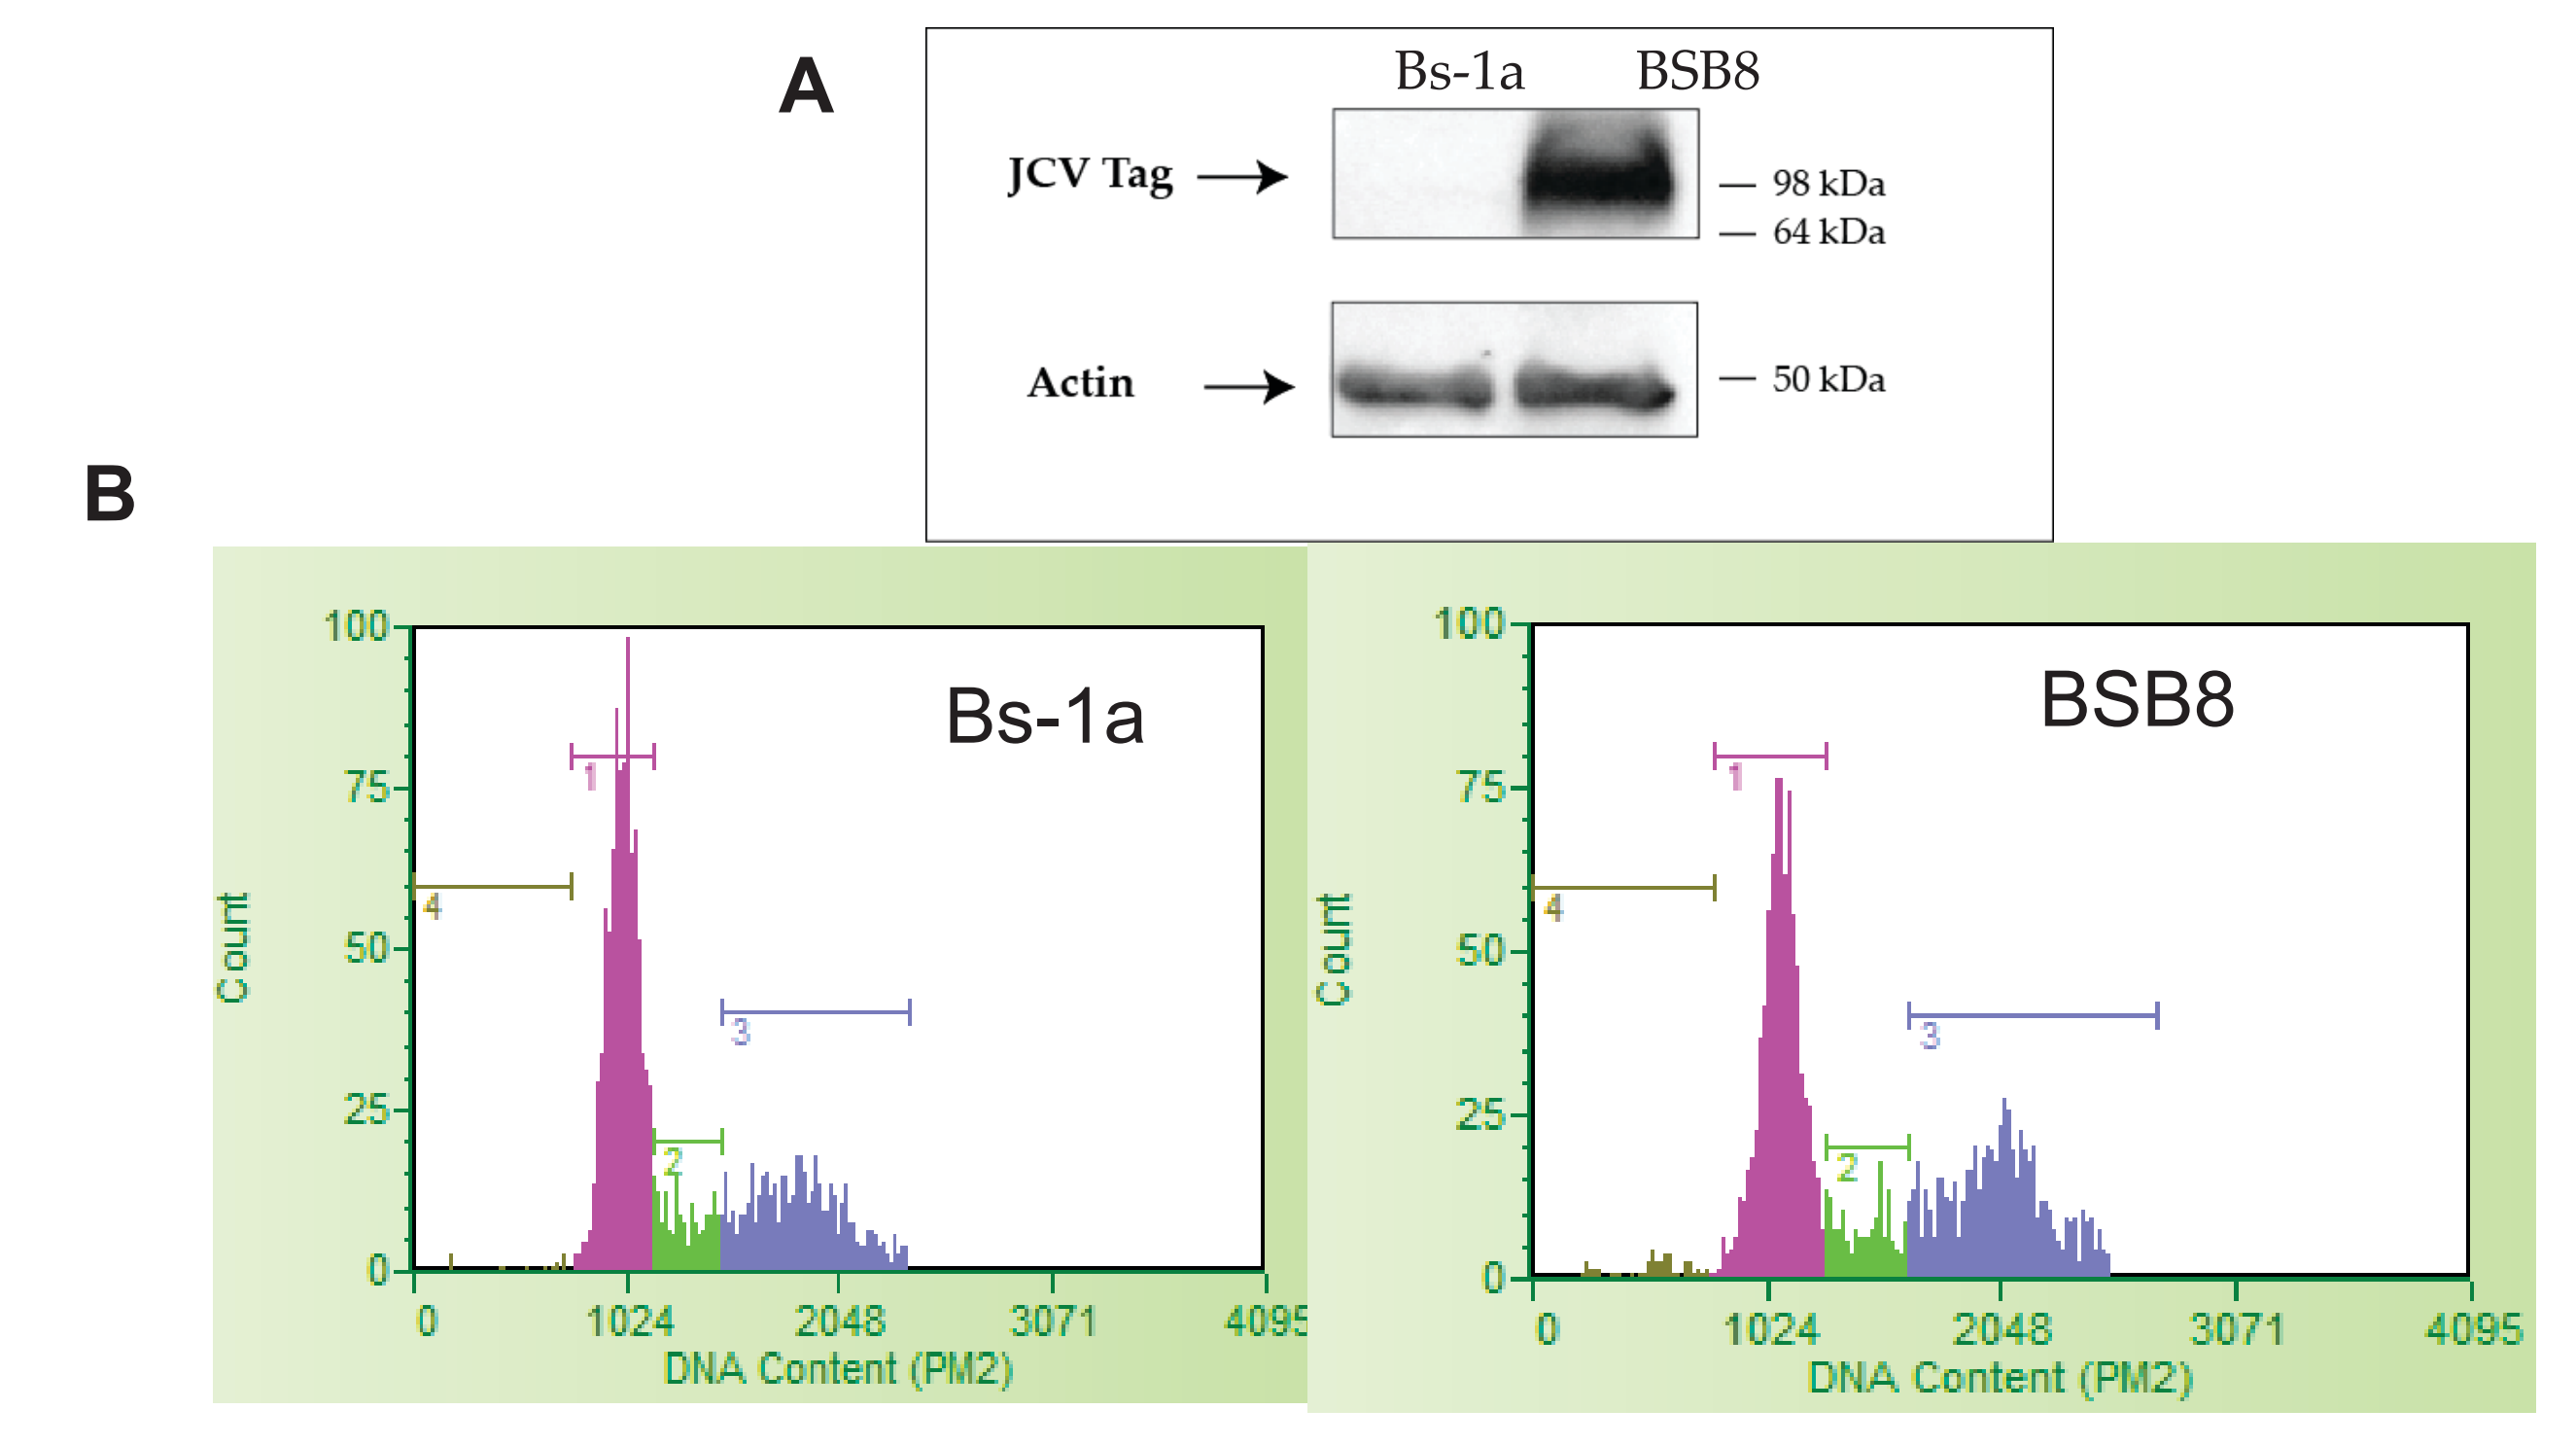 A
Bs-1a BSB8
JCV Tag
98 kDa
64 kDa
Actin
50 kDa
B
Bs-1a
Count
100
75
50
25
0
1
2
3
4
0 1024 2048 3071 4095
DNA Content (PM2)
BSB8
Count
100
75
50
25
0
1
2
3
4
0 1024 2048 3071 4095
DNA Content (PM2)